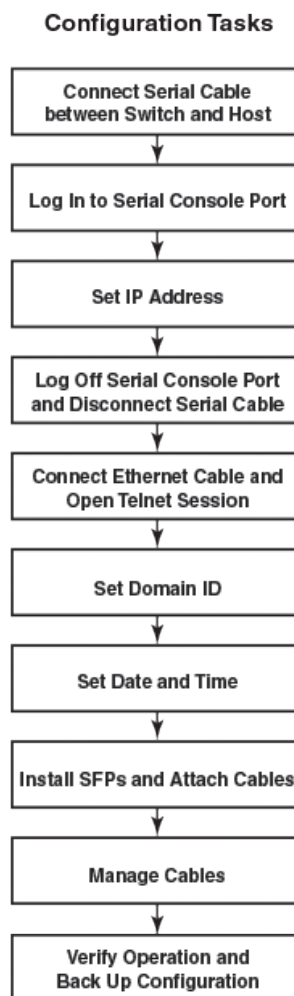 Configuration Tasks
Connect Serial Cable
between Switch and Host
Log In to Serial Console Port
Set IP Address
Log Off Serial Console Port
and Disconnect Serial Cable
Connect Ethernet Cable and
Open Telnet Session
Set Domain ID
Set Date and Time
Install SFPs and Attach Cables
Manage Cables
Verify Operation and
Back Up Configuration